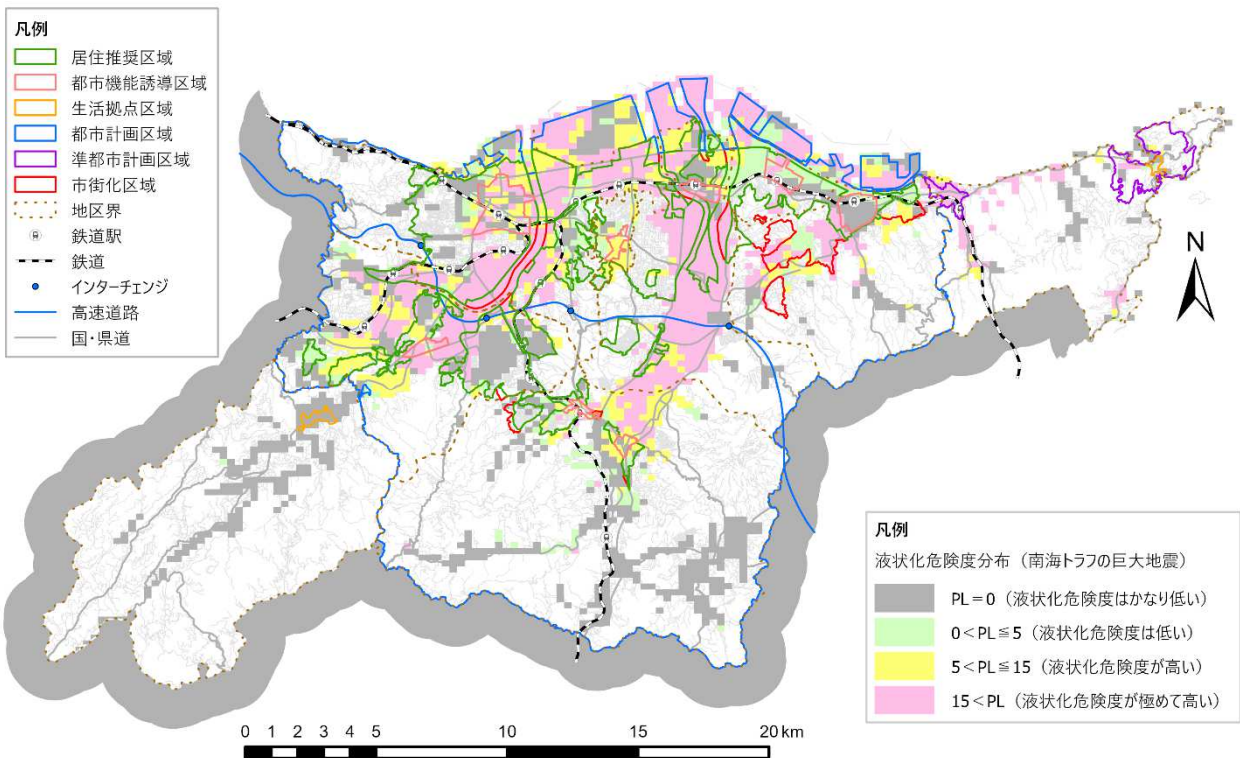 凡例
居住推奨区域
都市機能誘導区域
生活拠点区域
都市計画区域
準都市計画区域
市街化区域
地区界
鉄道駅
鉄道
インターチェンジ
高速道路
国・県道
N
凡例
液状化危険度分布（南海トラフの巨大地震）
PL＝0（液状化危険度はかなり低い）
0＜PL≦5（液状化危険度は低い）
5＜PL≦15（液状化危険度が高い）
15＜PL（液状化危険度が極めて高い）
0 1 2 3 4 5 10 15 20 km